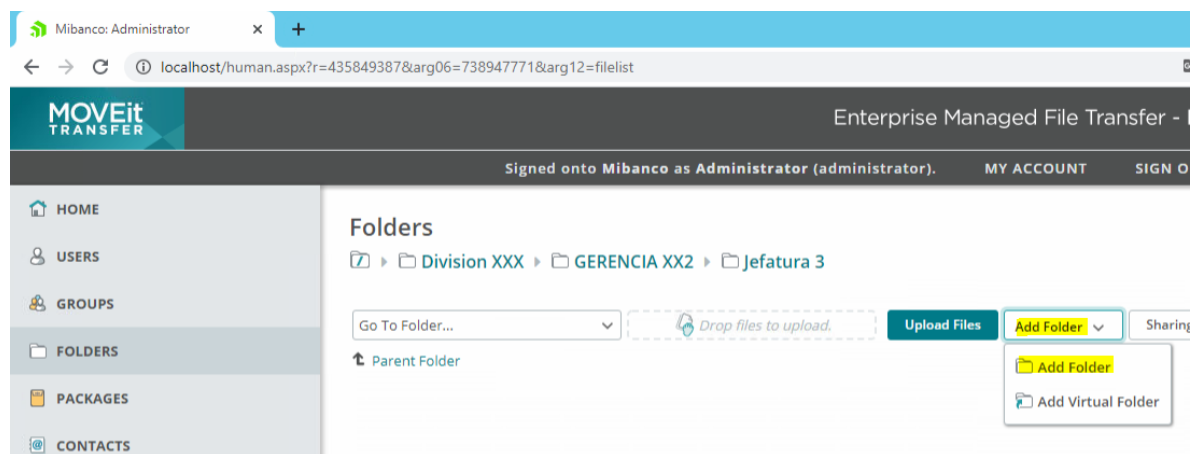 Mibanco: Administrator
localhost/human.aspx?r=435849387&arg06=738947771&arg12=filelist
MOVEit
TRANSFER
Enterprise Managed File Transfer -
Signed onto Mibanco as Administrator (administrator). MY ACCOUNT SIGN O
HOME
USERS
GROUPS
FOLDERS
PACKAGES
CONTACTS
Folders
Division XXX GERENCIA XX2 Jefatura 3
Go To Folder... Drop files to upload. Upload Files Add Folder Sharing
Parent Folder
Add Folder
Add Virtual Folder